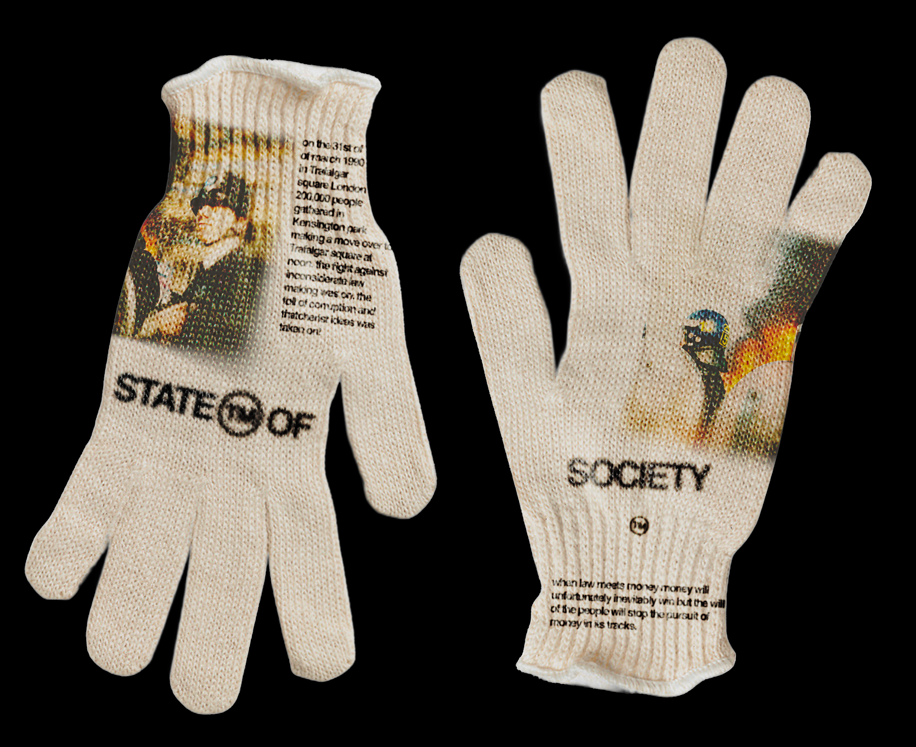 on the 31st of
of march 1990
in Trafalgar
square London
200,000 people
gathered in
Kensington park
making a move over to
Trafalgar square at
noon. the right against
inconsiderate law
making was on. the
toll of corruption and
thatcherist ideas was
taken on!
STATE ™ OF
SOCIETY
™
when law meets money money will
unfortunately inevitably win but the will
of the people will stop the pursuit of
money in its tracks.